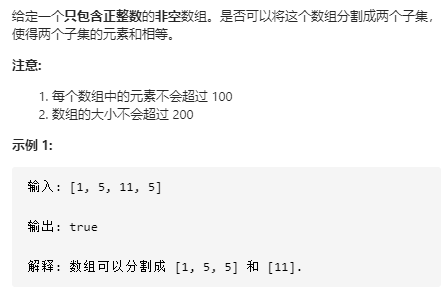 给定一个只包含正整数的非空数组。是否可以将这个数组分割成两个子集，
使得两个子集的元素和相等。
注意:
1. 每个数组中的元素不会超过 100
2. 数组的大小不会超过 200
示例 1:
输入: [1, 5, 11, 5]
输出: true
解释: 数组可以分割成 [1, 5, 5] 和 [11].